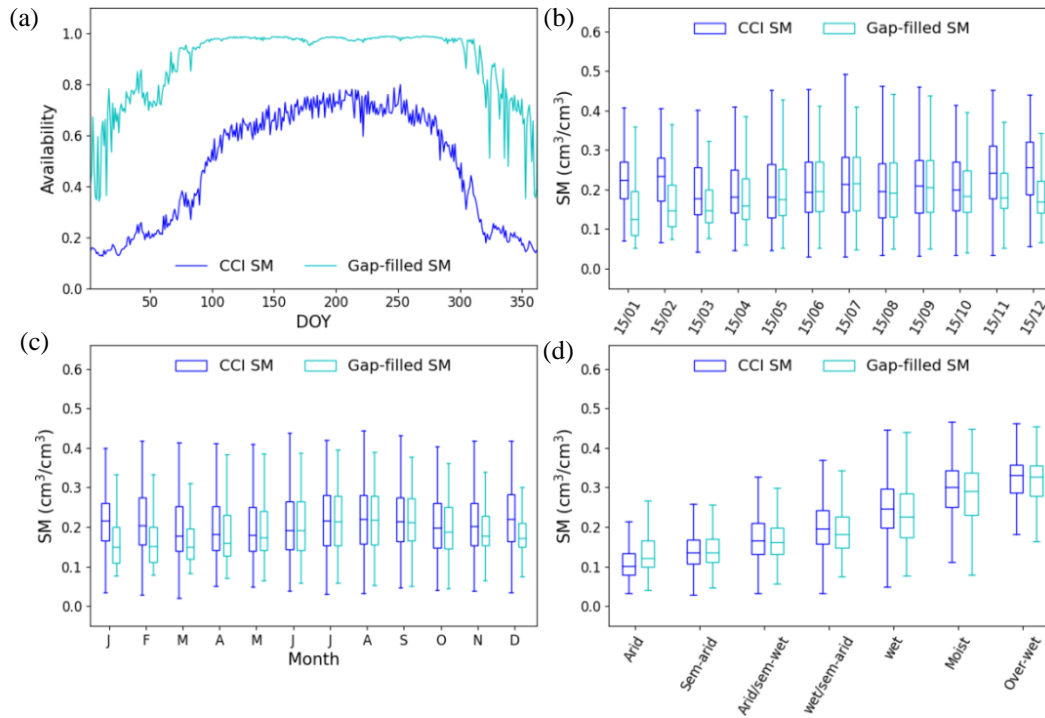 (a)
1.0
0.8
0.6
0.4
0.2
0.0
Availability
CCI SM
Gap-filled SM
50
100
150
200
250
300
350
DOY
(b)
CCI SM
Gap-filled SM
0.6
0.5
0.4
0.3
0.2
0.1
0.0
SM (cm³/cm³)
15/01
15/02
15/03
15/04
15/05
15/06
15/07
15/08
15/09
15/10
15/11
15/12
(c)
CCI SM
Gap-filled SM
0.6
0.5
0.4
0.3
0.2
0.1
0.0
SM (cm³/cm³)
J
F
M
A
M
J
J
A
S
O
N
D
Month
(d)
CCI SM
Gap-filled SM
0.6
0.5
0.4
0.3
0.2
0.1
0.0
SM (cm³/cm³)
Arid
Sem-arid
Arid/sem-wet
wet/sem-arid
wet
Moist
Over-wet